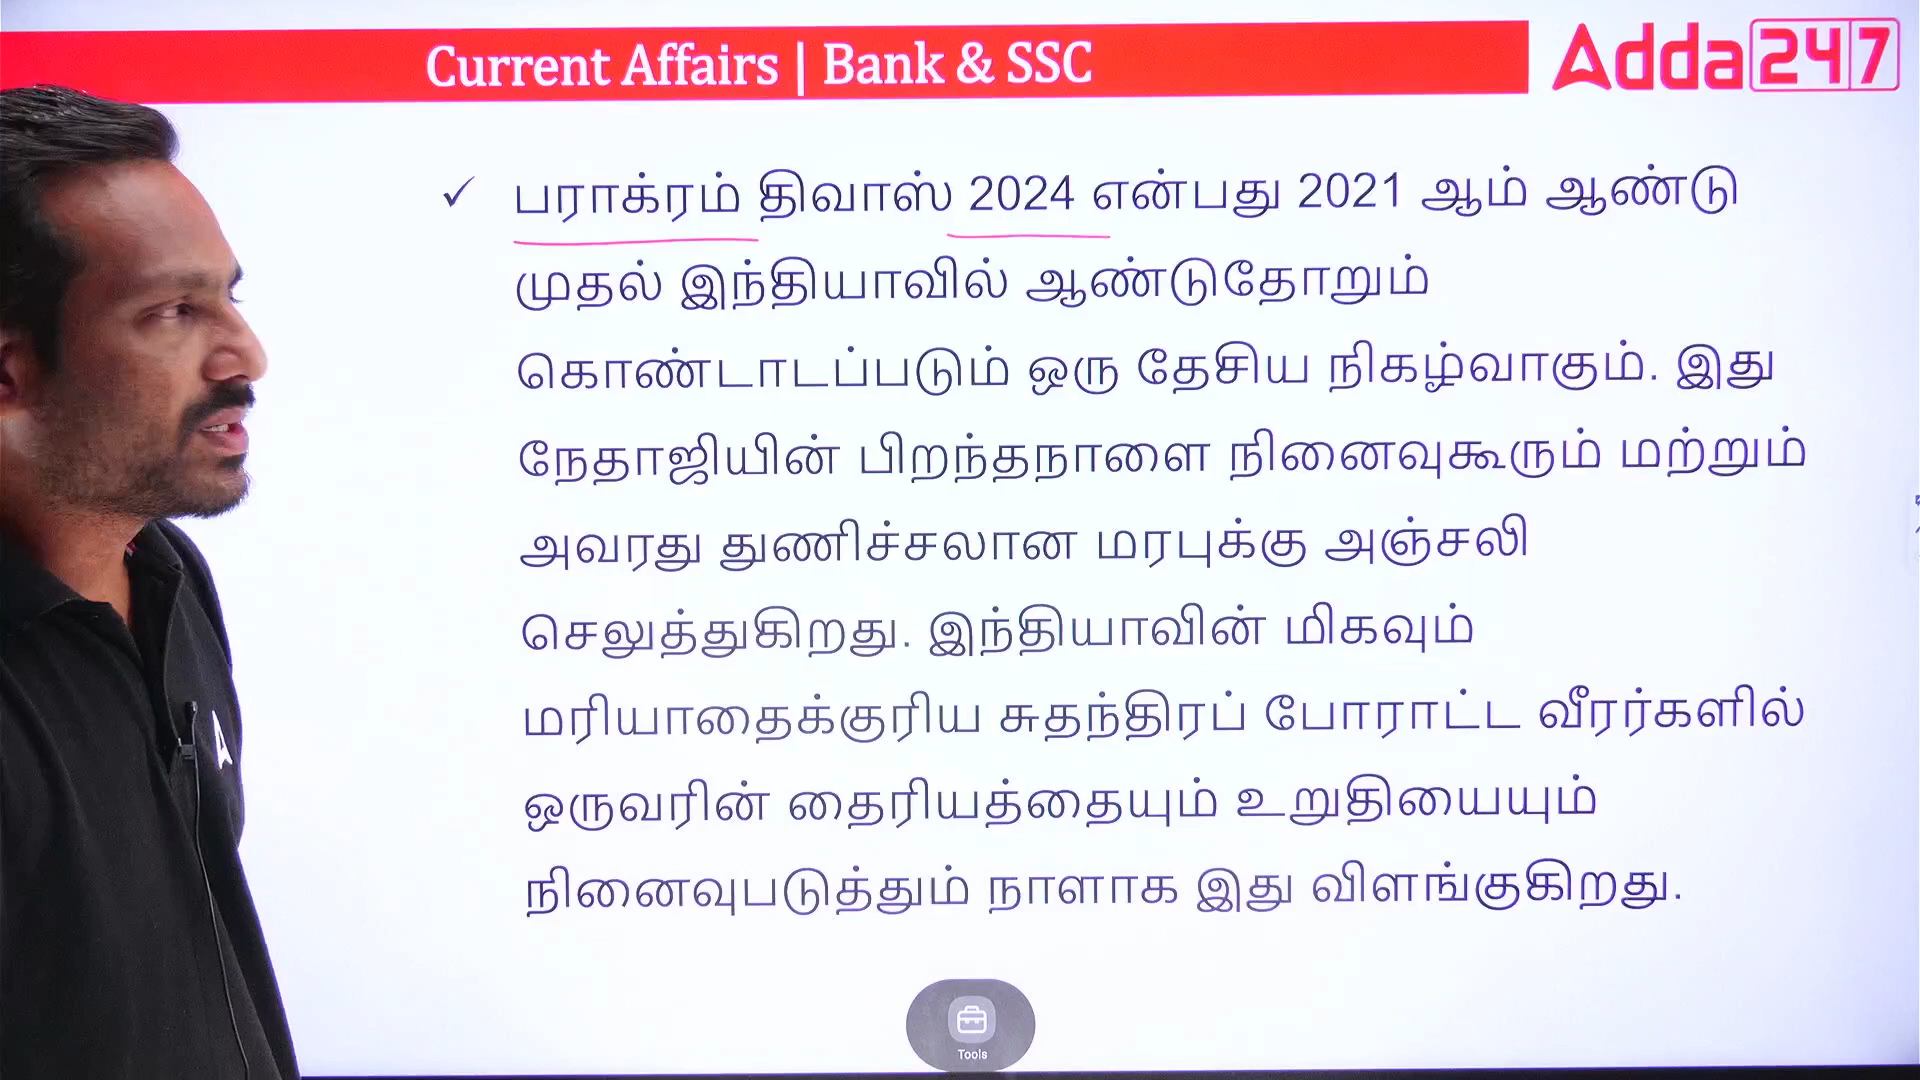 Current Affairs | Bank & SSC
Adda247
✓ பராக்ரம் திவாஸ் 2024 என்பது 2021 ஆம் ஆண்டு
முதல் இந்தியாவில் ஆண்டுதோறும்
கொண்டாடப்படும் ஒரு தேசிய நிகழ்வாகும். இது
நேதாஜியின் பிறந்தநாளை நினைவுகூரும் மற்றும்
அவரது துணிச்சலான மரபுக்கு அஞ்சலி
செலுத்துகிறது. இந்தியாவின் மிகவும்
மரியாதைக்குரிய சுதந்திரப் போராட்ட வீரர்களில்
ஒருவரின் தைரியத்தையும் உறுதியையும்
நினைவுபடுத்தும் நாளாக இது விளங்குகிறது.
Tools